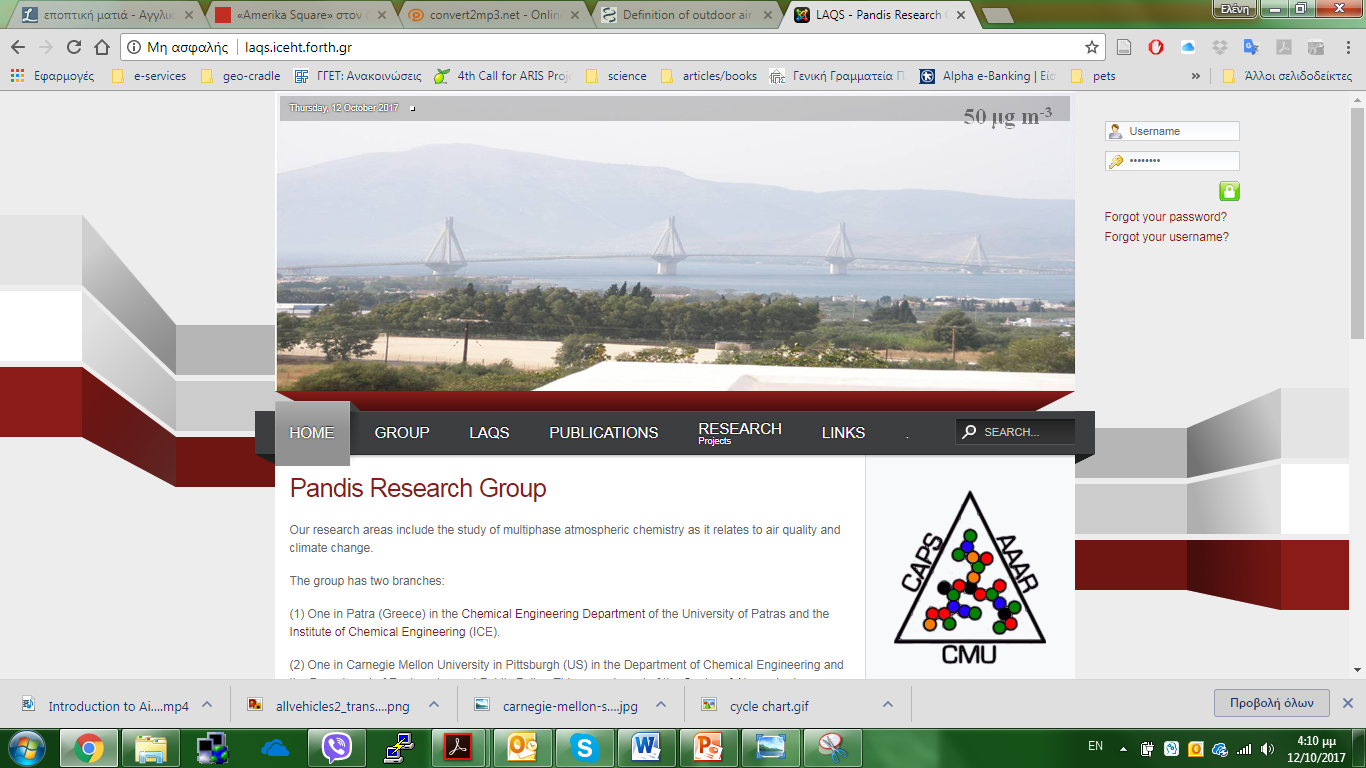 εποπτική ματιά - Αγγλικ
«Amerika Square» στον
convert2mp3.net - Online
Definition of outdoor air
LAQS - Pandis Research
Ελένη
Μη ασφαλής
laqs.iceht.forth.gr
Εφαρμογές
e-services
geo-cradle
ΓΓΕΤ: Ανακοινώσεις
4th Call for ARIS Proj
science
articles/books
Γενική Γραμματεία
Alpha e-Banking | Είσ
pets
»
Άλλοι σελιδοδείκτες
Thursday, 12 October 2017
50 μg m-3
Username
••••••••
Forgot your password?
Forgot your username?
HOME
GROUP
LAQS
PUBLICATIONS
RESEARCH
Projects
LINKS
.
SEARCH...
Pandis Research Group
Our research areas include the study of multiphase atmospheric chemistry as it relates to air quality and
climate change.
The group has two branches:
(1) One in Patra (Greece) in the Chemical Engineering Department of the University of Patras and the
Institute of Chemical Engineering (ICE).
(2) One in Carnegie Mellon University in Pittsburgh (US) in the Department of Chemical Engineering and
CAPS
AAAR
CMU
Introduction to Ai....mp4
allvehicles2_trans....png
carnegie-mellon-s....jpg
cycle chart.gif
Προβολή όλων
EN
4:10 μμ
12/10/2017